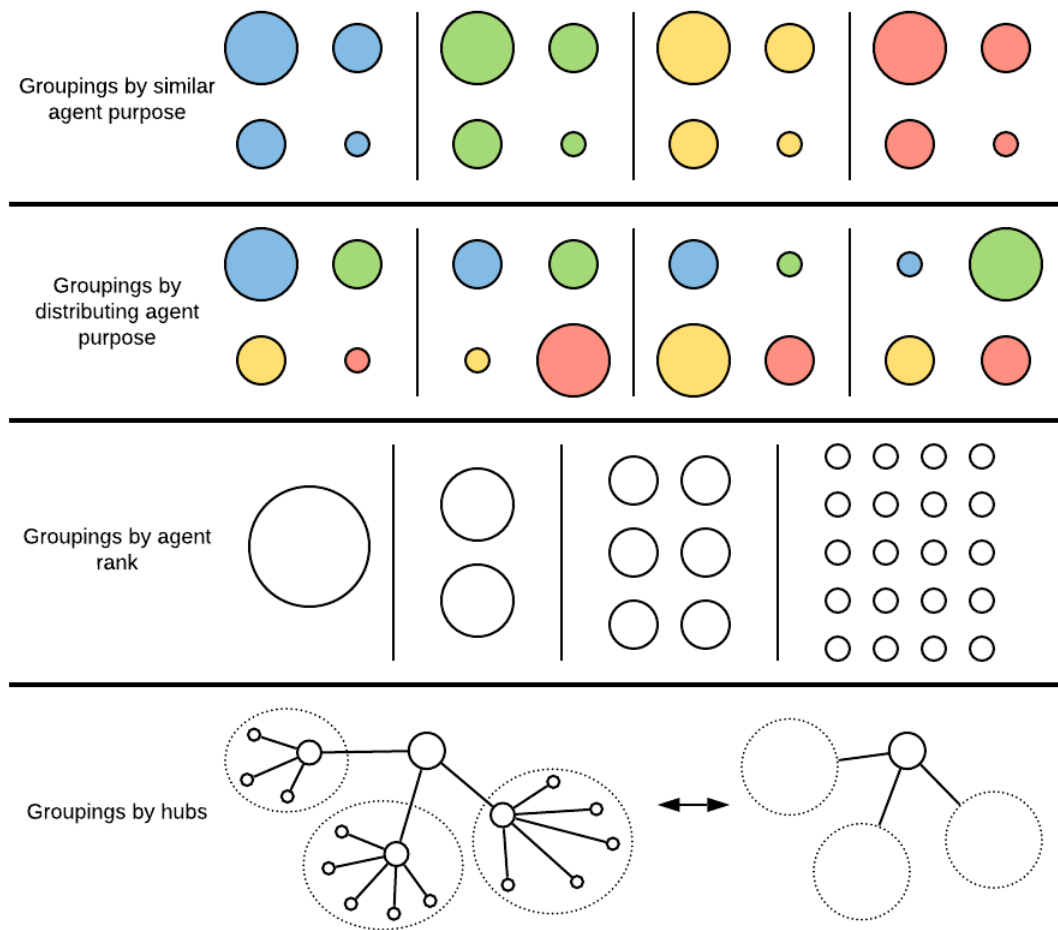 Groupings by similar
agent purpose
Groupings by
distributing agent
purpose
Groupings by agent
rank
Groupings by hubs